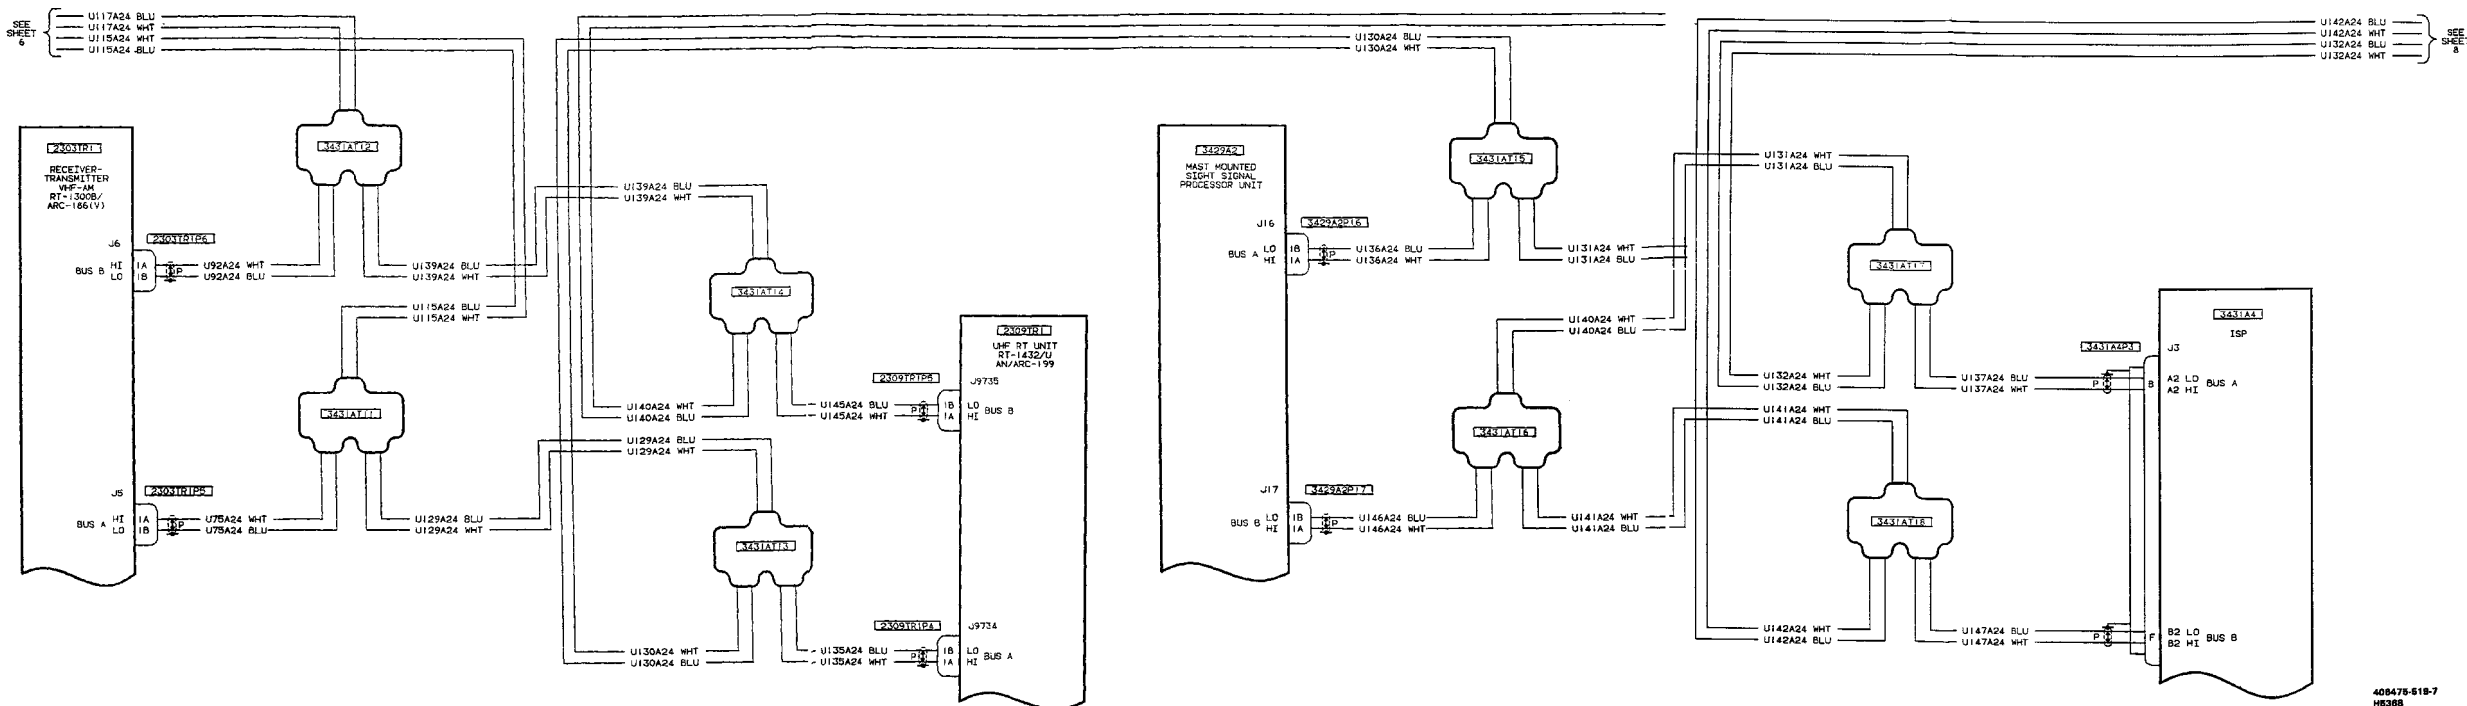 SEE
SHEET
6
U117A24 BLU
U117A24 WHT
U115A24 WHT
U115A24 BLU
U130A24 BLU
U130A24 WHT
U142A24 BLU
U142A24 WHT
U132A24 BLU
U132A24 WHT
SEE
SHEET
8
2303TR1
RECEIVER-
TRANSMITTER
VHF-AM
RT-1300B/
ARC-186(V)
3431AT12
J6
2303TR1P6
BUS B
HI
LO
1A
1B
P
U92A24 WHT
U92A24 BLU
U139A24 BLU
U139A24 WHT
U139A24 BLU
U139A24 WHT
U115A24 BLU
U115A24 WHT
3431AT11
J5
2303TR1P5
BUS A
HI
LO
1A
1B
P
U75A24 WHT
U75A24 BLU
U129A24 BLU
U129A24 WHT
3431AT14
U140A24 WHT
U140A24 BLU
U145A24 BLU
U145A24 WHT
2309TR1P5
P
1B
1A
LO
HI
BUS B
J9735
2309TR1
UHF RT UNIT
RT-1432/U
AN/ARC-199
U129A24 BLU
U129A24 WHT
3431AT13
U130A24 WHT
U130A24 BLU
U135A24 BLU
U135A24 WHT
2309TR1P4
P
1B
1A
LO
HI
BUS A
J9734
3429A2
MAST MOUNTED
SIGHT SIGNAL
PROCESSOR UNIT
J16
3429A2P16
BUS A
LO
HI
1B
1A
P
U136A24 BLU
U136A24 WHT
3431AT15
U131A24 WHT
U131A24 BLU
U131A24 WHT
U131A24 BLU
U140A24 WHT
U140A24 BLU
3431AT16
J17
3429A2P17
BUS B
LO
HI
1B
1A
P
U146A24 BLU
U146A24 WHT
U141A24 WHT
U141A24 BLU
3431AT17
U132A24 WHT
U132A24 BLU
U137A24 BLU
U137A24 WHT
3431A4P3
P
B
J3
A2 LO
A2 HI
BUS A
3431A4
ISP
U141A24 WHT
U141A24 BLU
3431AT18
U142A24 WHT
U142A24 BLU
U147A24 BLU
U147A24 WHT
P
F
B2 LO
B2 HI
BUS B
406475-519-7
H5368